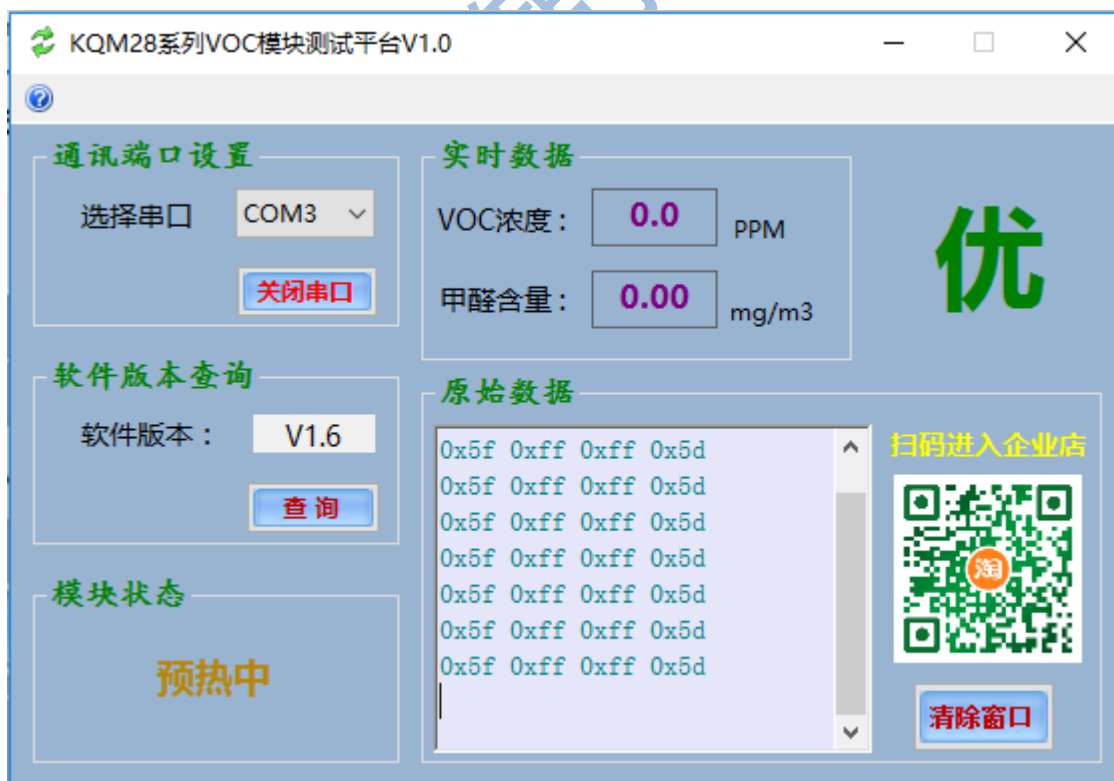 KQM28系列VOC模块测试平台V1.0
通讯端口设置
选择串口 COM3
关闭串口
实时数据
VOC浓度： 0.0 PPM
甲醛含量： 0.00 mg/m3
优
软件版本查询
软件版本： V1.6
查询
模块状态
预热中
原始数据
0x5f 0xff 0xff 0x5d
0x5f 0xff 0xff 0x5d
0x5f 0xff 0xff 0x5d
0x5f 0xff 0xff 0x5d
0x5f 0xff 0xff 0x5d
0x5f 0xff 0xff 0x5d
0x5f 0xff 0xff 0x5d
扫码进入企业店
淘
清除窗口